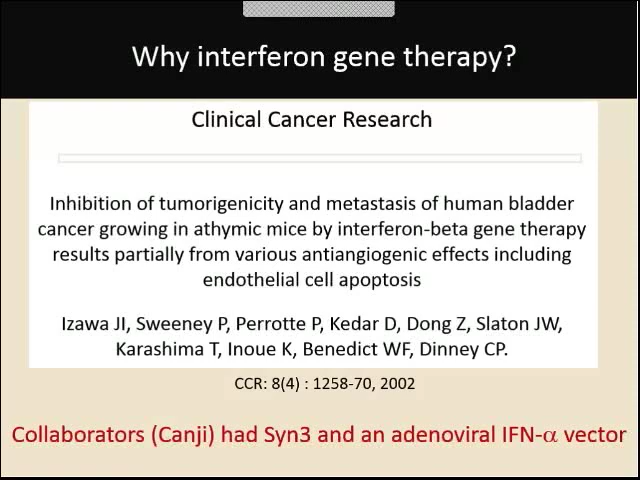 Why interferon gene therapy?
Clinical Cancer Research
Inhibition of tumorigenicity and metastasis of human bladder
cancer growing in athymic mice by interferon-beta gene therapy
results partially from various antiangiogenic effects including
endothelial cell apoptosis
Izawa JI, Sweeney P, Perrotte P, Kedar D, Dong Z, Slaton JW,
Karashima T, Inoue K, Benedict WF, Dinney CP.
CCR: 8(4) : 1258-70, 2002
Collaborators (Canji) had Syn3 and an adenoviral IFN-α vector